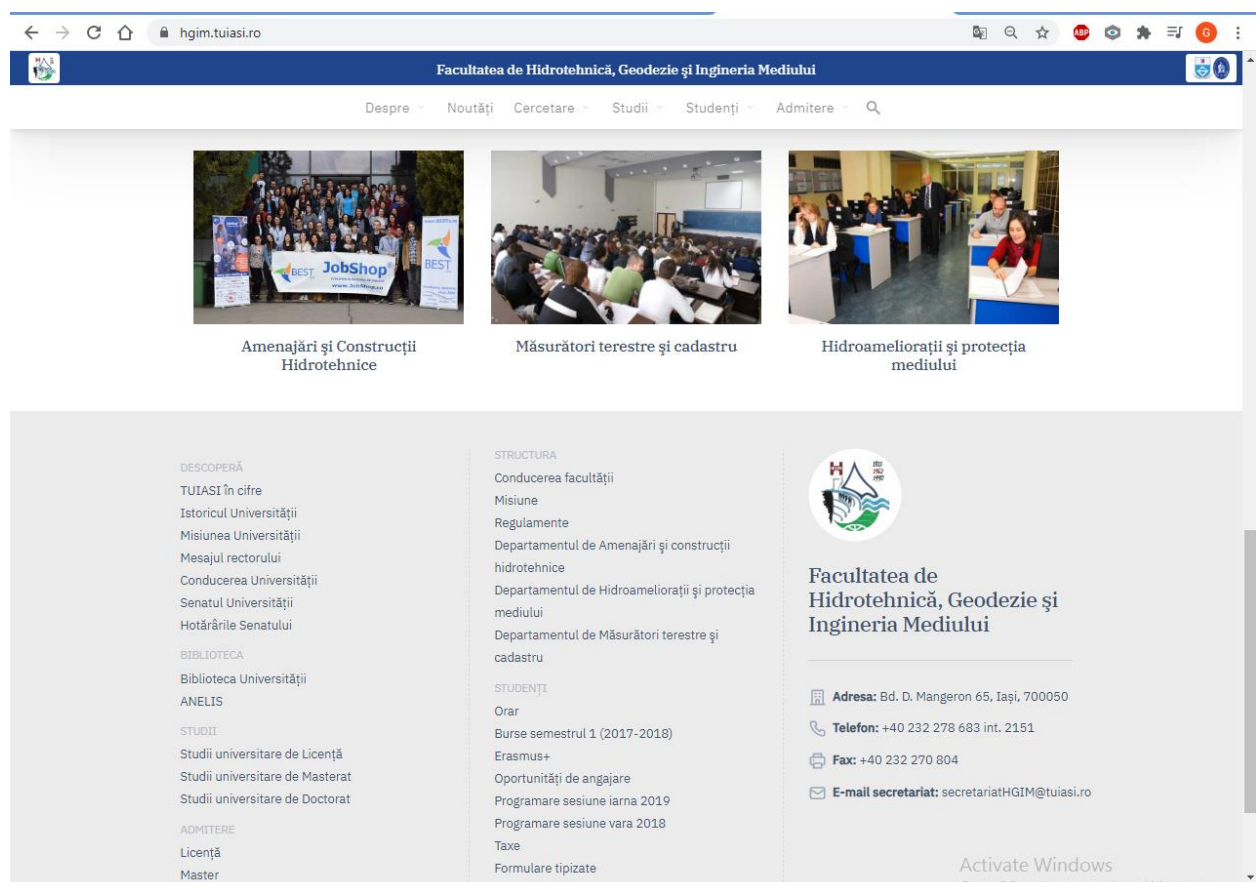 hgim.tuiasi.ro
ABP
G
Facultatea de Hidrotehnică, Geodezie şi Ingineria Mediului
Despre
Noutăți
Cercetare
Studii
Studenți
Admitere
BEST
JobShop®
www.JobShop.ro
BEST
Amenajări şi Construcții
Hidrotehnice
Măsurători terestre şi cadastru
Hidroameliorații şi protecția
mediului
DESCOPERĂ
TUIASI în cifre
Istoricul Universității
Misiunea Universității
Mesajul rectorului
Conducerea Universității
Senatul Universității
Hotărârile Senatului
BIBLIOTECA
Biblioteca Universității
ANELIS
STUDII
Studii universitare de Licență
Studii universitare de Masterat
Studii universitare de Doctorat
ADMITERE
Licență
Master
STRUCTURA
Conducerea facultății
Misiune
Regulamente
Departamentul de Amenajări şi construcții
hidrotehnice
Departamentul de Hidroameliorații şi protecția
mediului
Departamentul de Măsurători terestre şi
cadastru
STUDENȚI
Orar
Burse semestrul 1 (2017-2018)
Erasmus+
Oportunități de angajare
Programare sesiune iarna 2019
Programare sesiune vara 2018
Taxe
Formulare tipizate
Facultatea de
Hidrotehnică, Geodezie şi
Ingineria Mediului
Adresa: Bd. D. Mangeron 65, Iaşi, 700050
Telefon: +40 232 278 683 int. 2151
Fax: +40 232 270 804
E-mail secretariat: secretariatHGIM@tuiasi.ro
Activate Windows